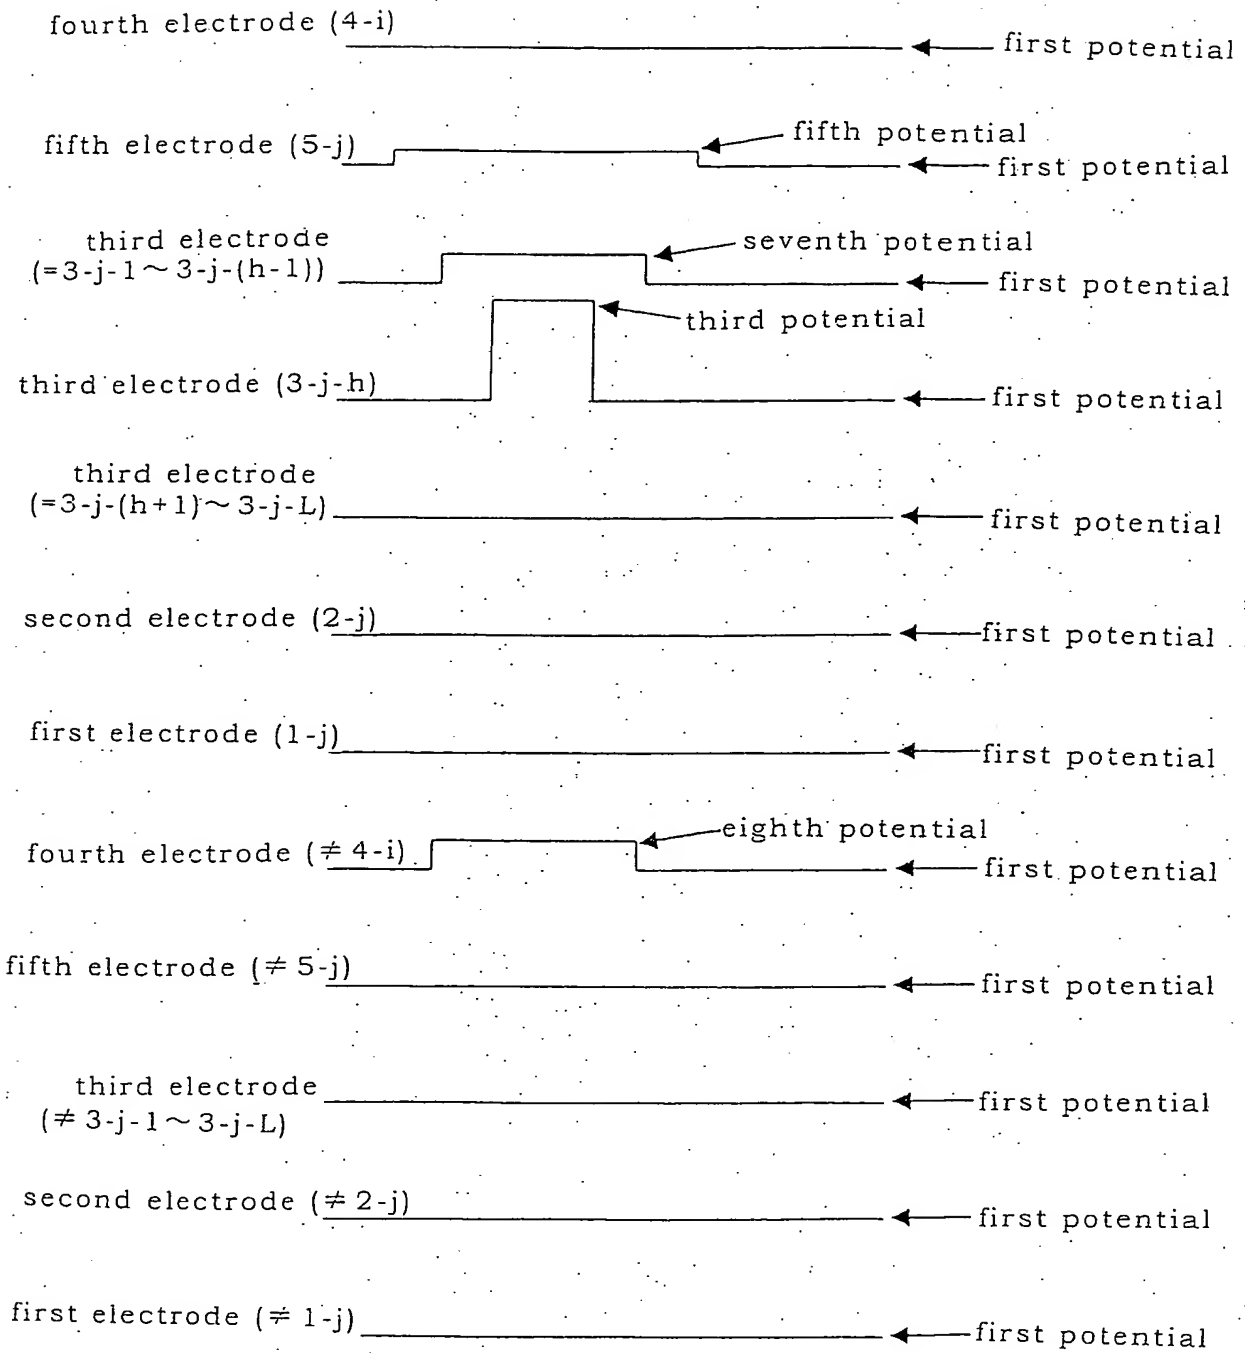 fourth electrode (4-i)
first potential
fifth electrode (5-j)
fifth potential
first potential
third electrode
(=3-j-1~3-j-(h-1))
seventh potential
first potential
third potential
third electrode (3-j-h)
first potential
third electrode
(=3-j-(h+1)~3-j-L)
first potential
second electrode (2-j)
first potential
first electrode (1-j)
first potential
eighth potential
fourth electrode (≠4-i)
first potential
fifth electrode (≠5-j)
first potential
third electrode
(≠3-j-1~3-j-L)
first potential
second electrode (≠2-j)
first potential
first electrode (≠1-j)
first potential